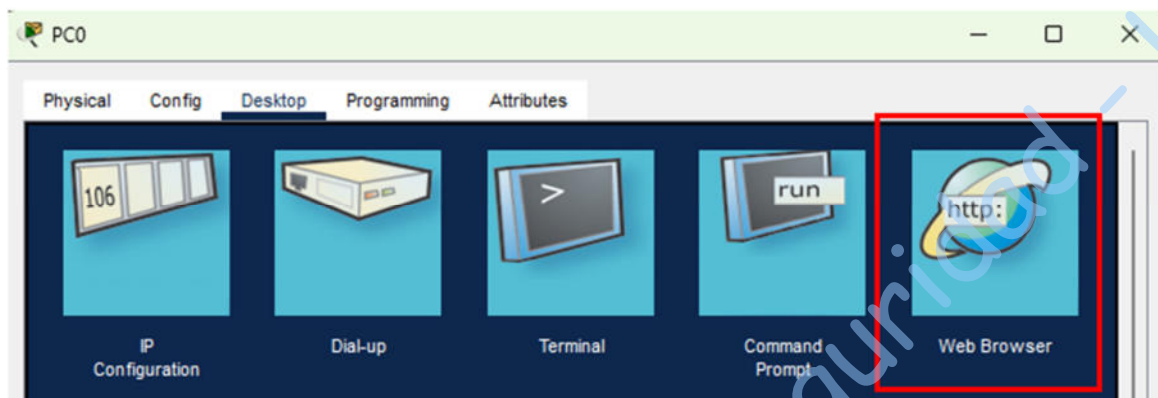 PC0
Physical Config Desktop Programming Attributes
106
>
run
http:
IP
Configuration
Dial-up
Terminal
Command
Prompt
Web Browser